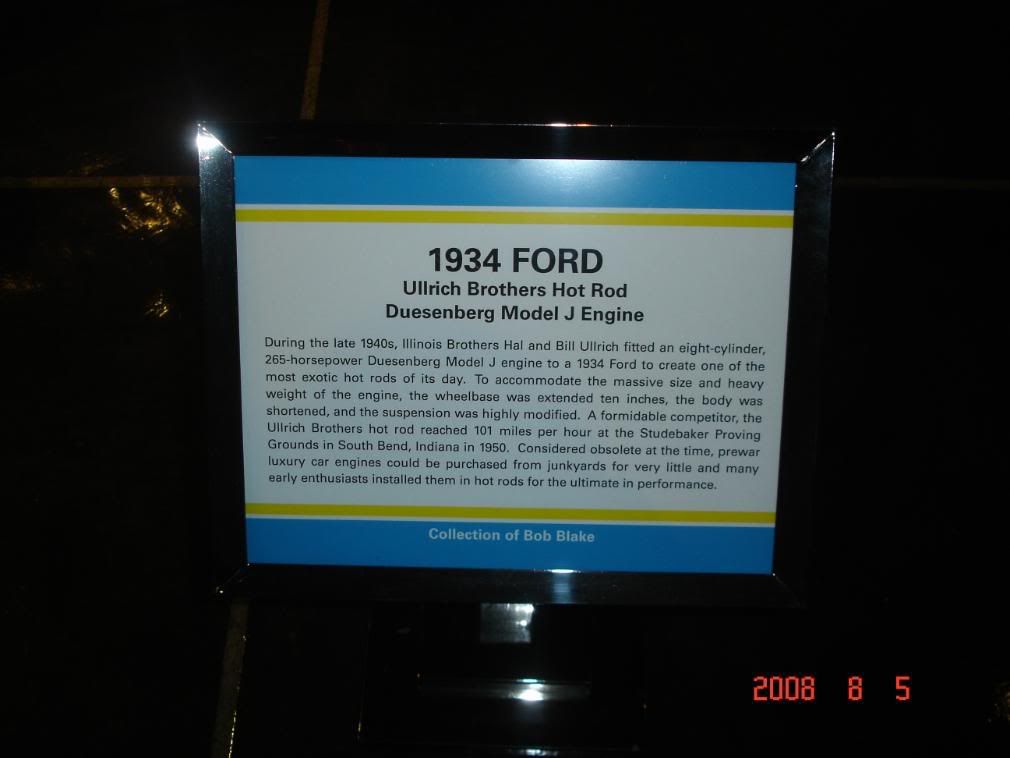 1934 FORD
Ullrich Brothers Hot Rod
Duesenberg Model J Engine
During the late 1940s, Illinois Brothers Hal and Bill Ullrich fitted an eight-cylinder,
265-horsepower Duesenberg Model J engine to a 1934 Ford to create one of the
most exotic hot rods of its day. To accommodate the massive size and heavy
weight of the engine, the wheelbase was extended ten inches, the body was
shortened, and the suspension was highly modified. A formidable competitor, the
Ullrich Brothers hot rod reached 101 miles per hour at the Studebaker Proving
Grounds in South Bend, Indiana in 1950. Considered obsolete at the time, prewar
luxury car engines could be purchased from junkyards for very little and many
early enthusiasts installed them in hot rods for the ultimate in performance.
Collection of Bob Blake
2008 8 5